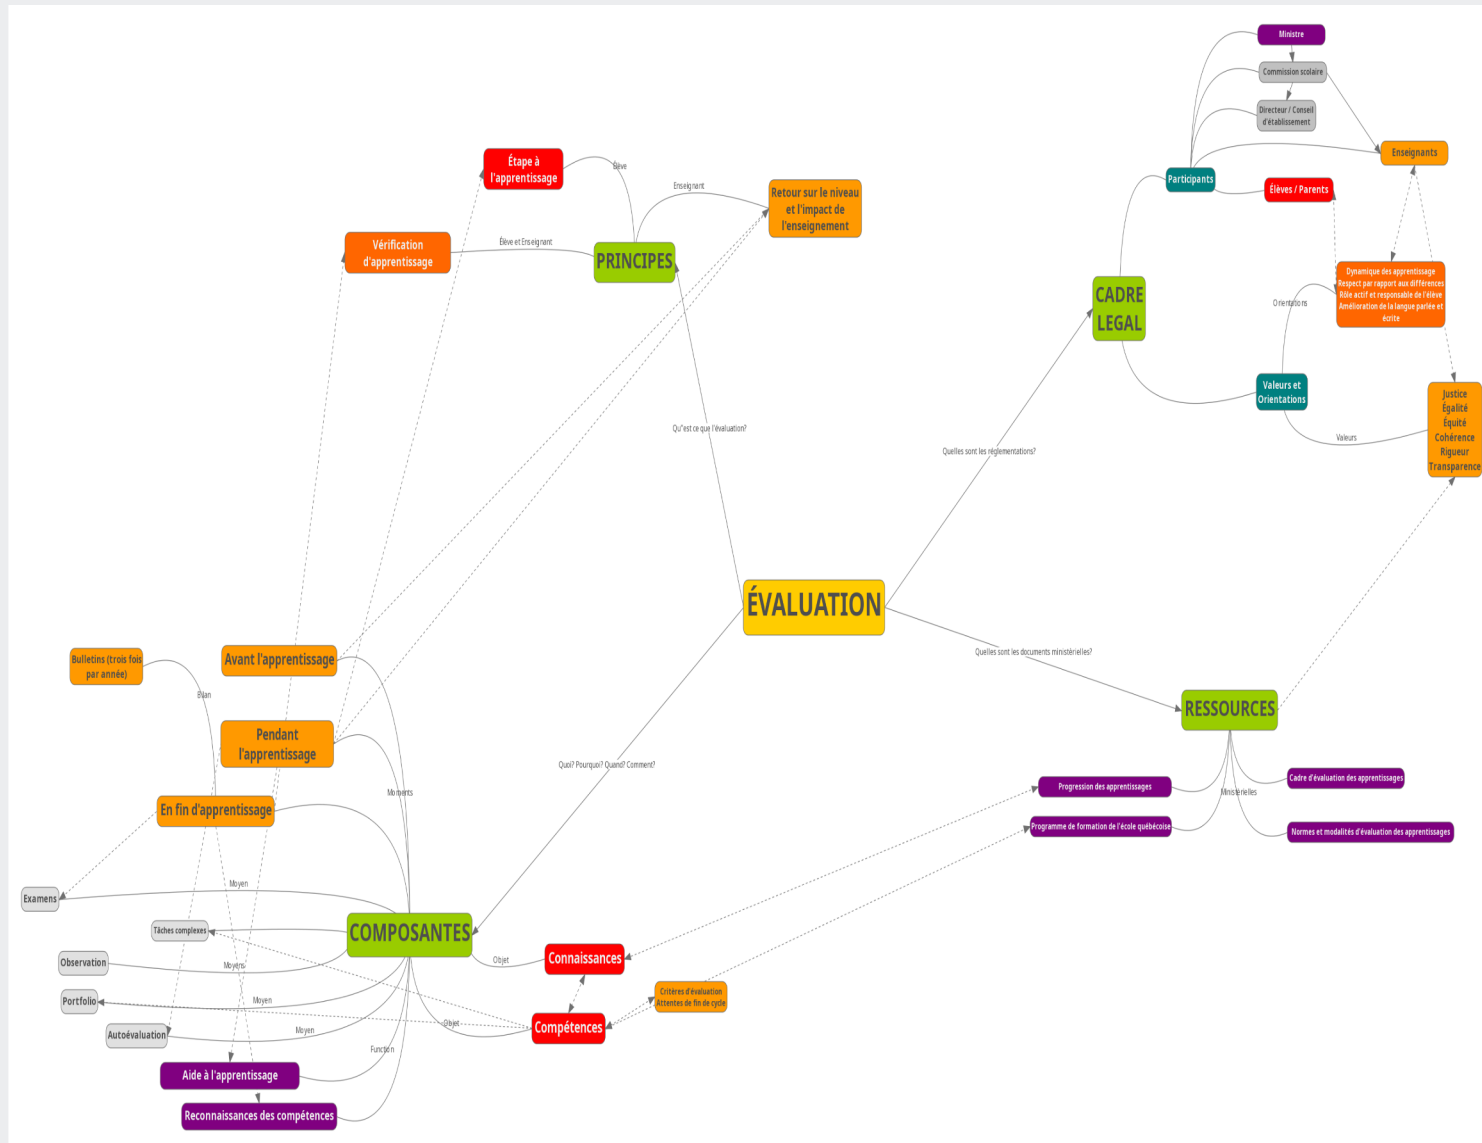 Ministre
Commission scolaire
Directeur / Conseil
d'établissement
Enseignants
Participants
Élèves / Parents
Étape à
l'apprentissage
Élève
Enseignant
Retour sur le niveau
et l'impact de
l'enseignement
Vérification
d'apprentissage
Élève et Enseignant
PRINCIPES
CADRE
LEGAL
Dynamique des apprentissage
Respect par rapport aux différences
Rôle actif et responsable de l'élève
Amélioration de la langue parlée et
écrite
Orientations
Valeurs et
Orientations
Valeurs
Justice
Égalité
Équité
Cohérence
Rigueur
Transparence
Qu"est ce que l'évaluation?
Quelles sont les réglementations?
ÉVALUATION
Quelles sont les documents ministérielles?
Quoi? Pourquoi? Quand? Comment?
RESSOURCES
Progression des apprentissages
Programme de formation de l'école québécoise
Ministérielles
Cadre d'évaluation des apprentissages
Normes et modalités d'évaluation des apprentissages
Bulletins (trois fois
par année)
Bilan
Avant l'apprentissage
Pendant
l'apprentissage
En fin d'apprentissage
Moments
Examens
Moyen
Tâches complexes
COMPOSANTES
Observation
Moyens
Portfolio
Moyen
Autoévaluation
Moyen
Function
Aide à l'apprentissage
Reconnaissances des compétences
Objet
Connaissances
Objet
Compétences
Critères d'évaluation
Attentes de fin de cycle